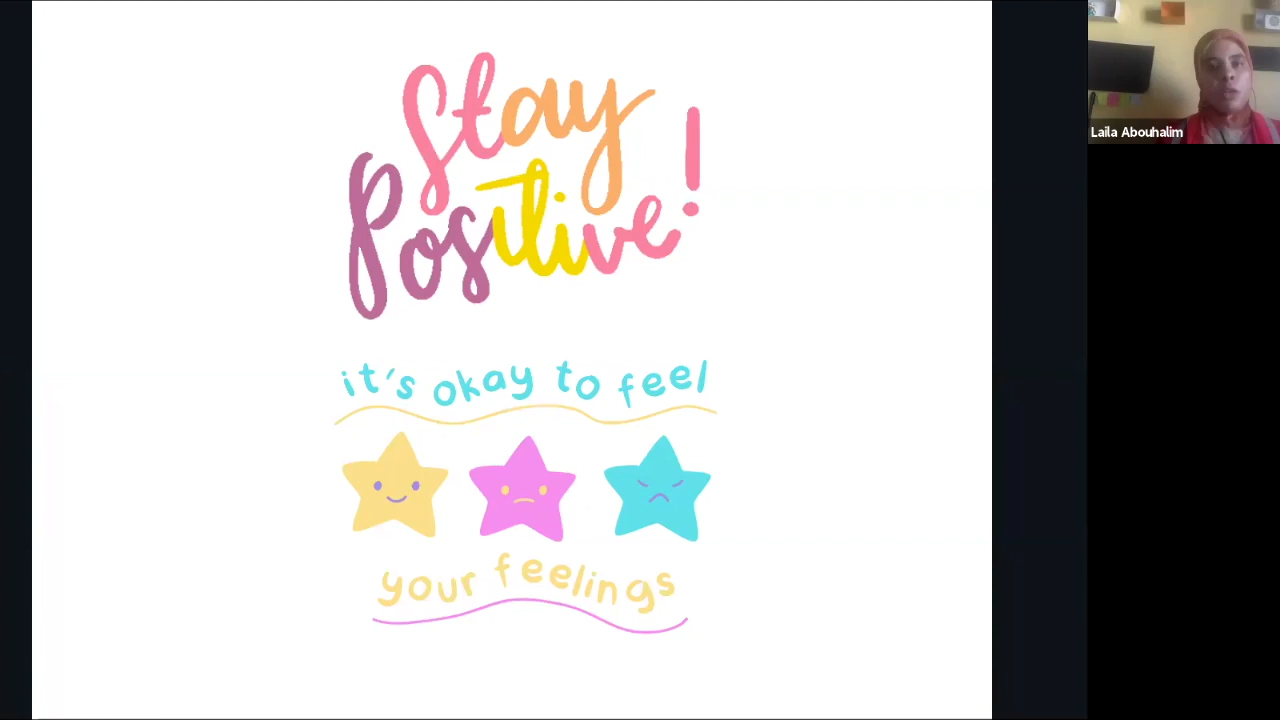 Stay
Positive!
it's okay to feel
your feelings
Laila Abouhalim